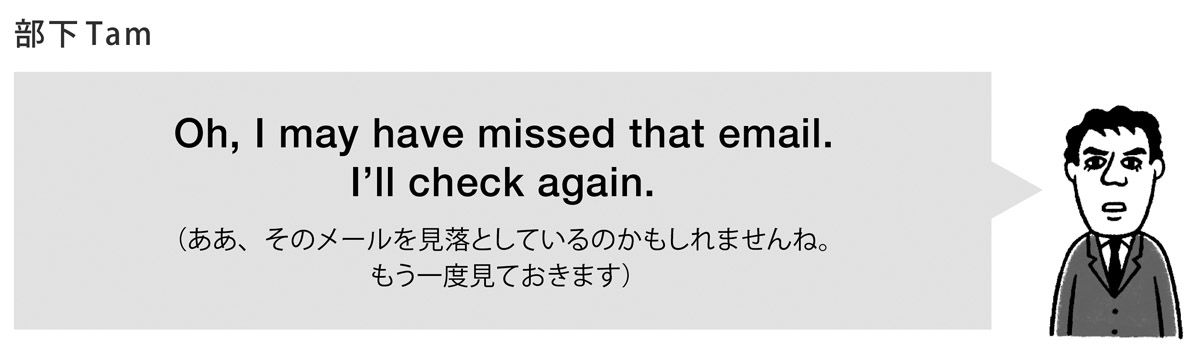 部下Tam
Oh, I may have missed that email.
I’ll check again.
（ああ、そのメールを見落としているのかもしれませんね。
もう一度見ておきます）